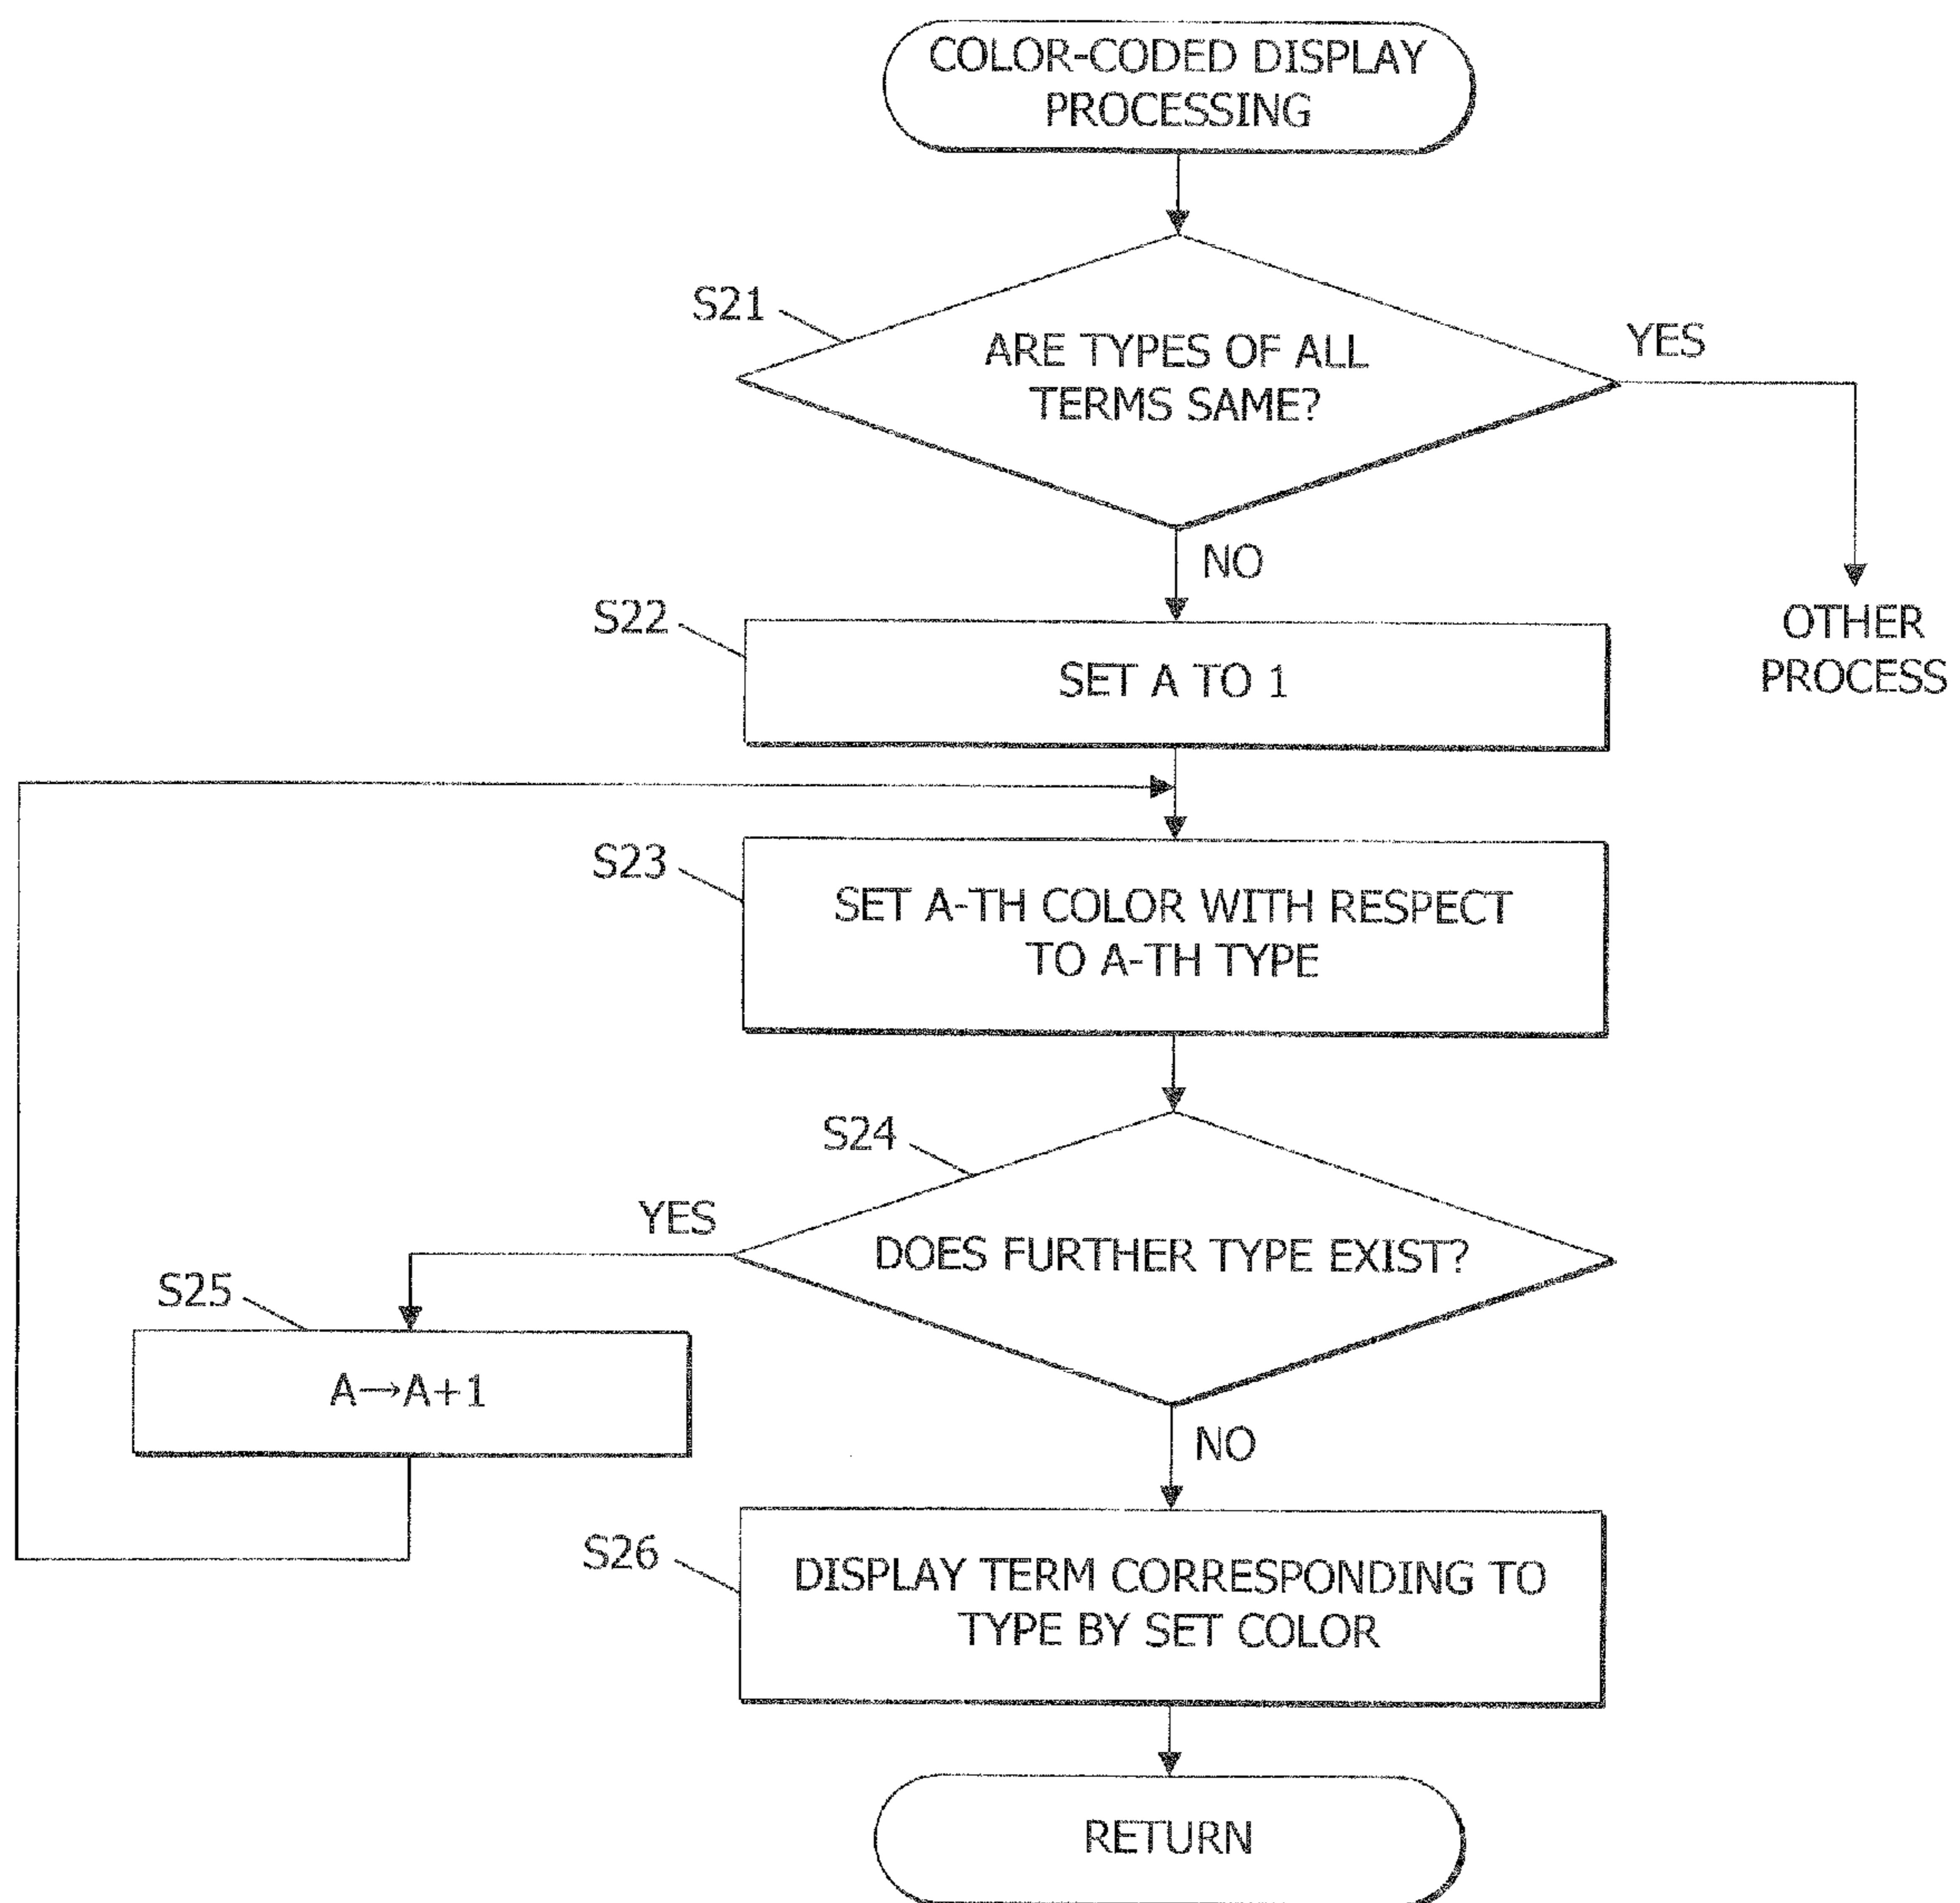 COLOR-CODED DISPLAY
PROCESSING
S21
ARE TYPES OF ALL
TERMS SAME?
YES
NO
OTHER
PROCESS
S22
SET A TO 1
S23
SET A-TH COLOR WITH RESPECT
TO A-TH TYPE
S24
DOES FURTHER TYPE EXIST?
YES
S25
A→A+1
NO
S26
DISPLAY TERM CORRESPONDING TO
TYPE BY SET COLOR
RETURN